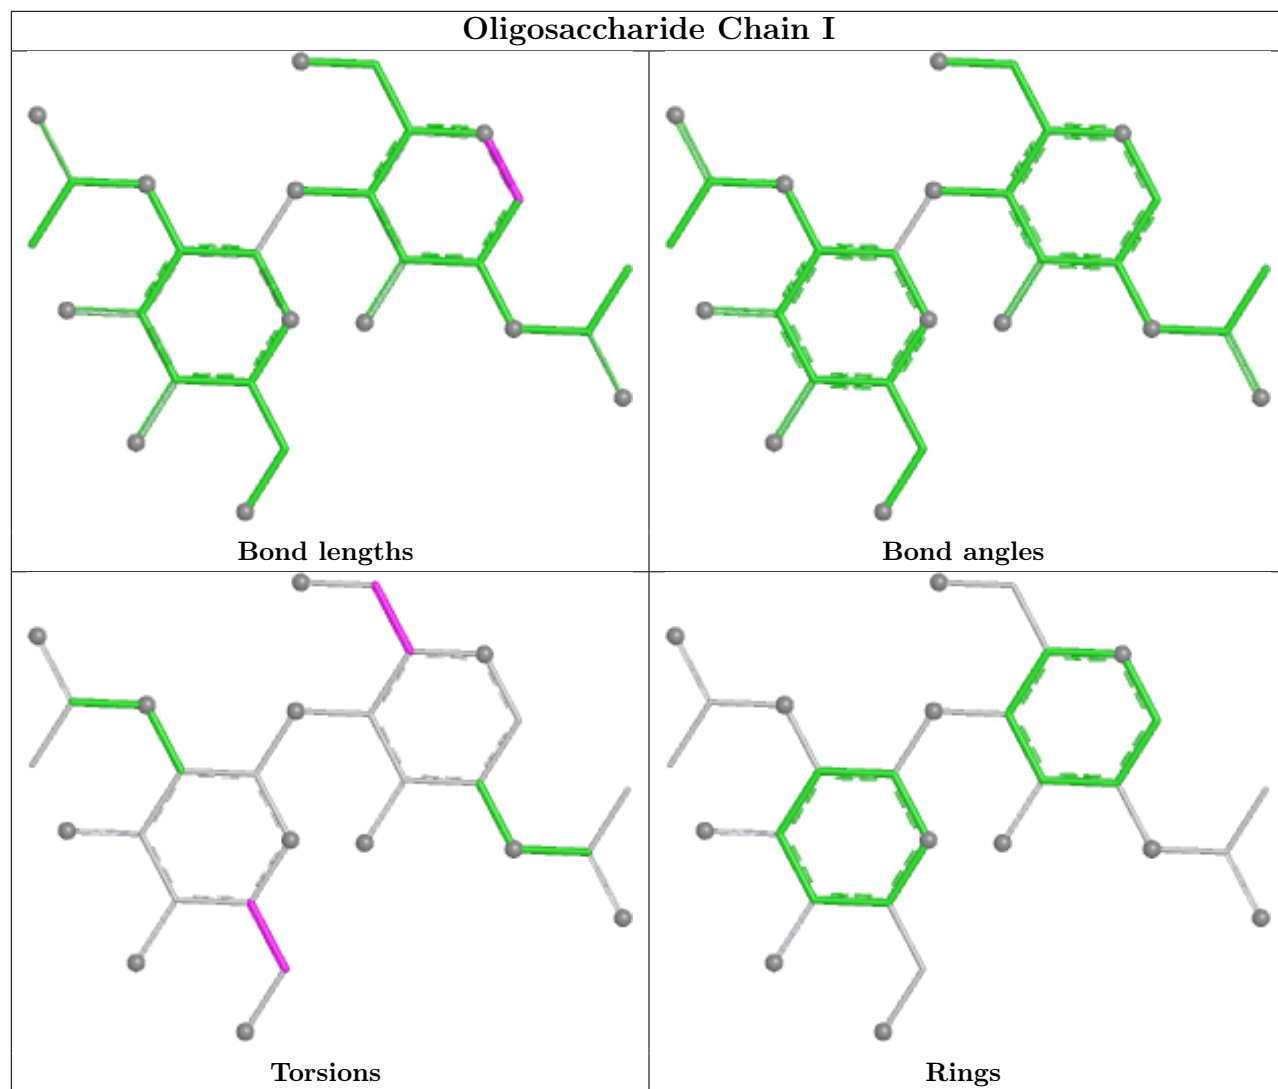 Oligosaccharide Chain I
Bond lengths
Bond angles
Torsions
Rings